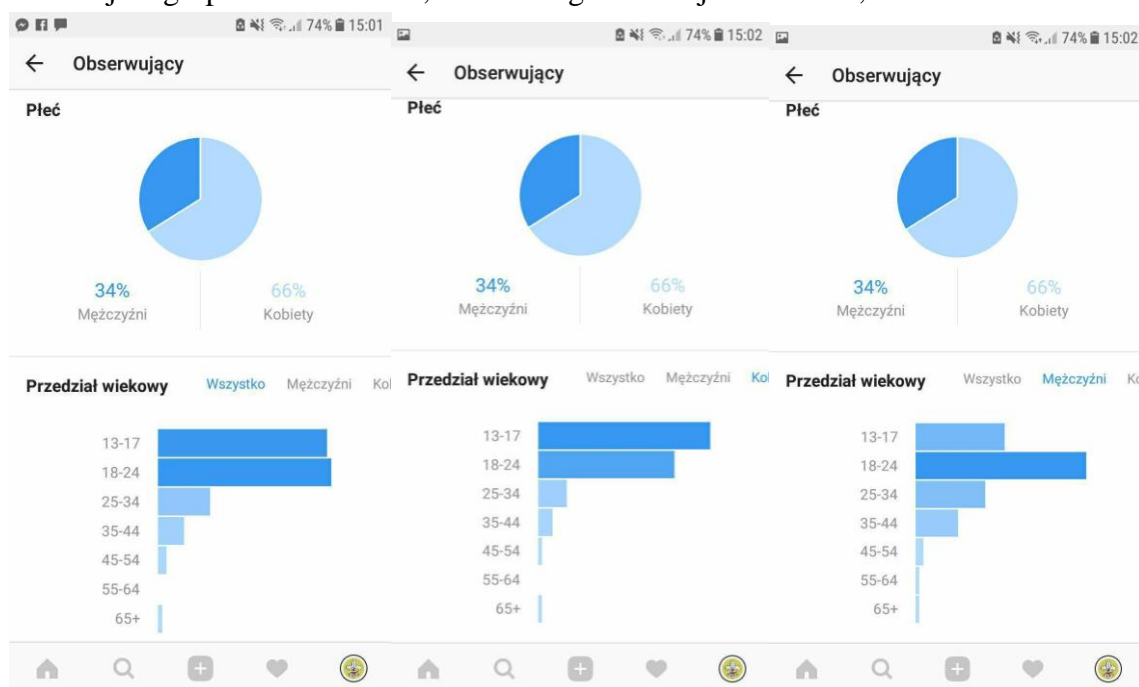 74% 15:01
Obserwujący
Płeć
34%
Mężczyźni
66%
Kobiety
Przedział wiekowy
Wszystko Mężczyźni Kol
13-17
18-24
25-34
35-44
45-54
55-64
65+
74% 15:02
Obserwujący
Płeć
34%
Mężczyźni
66%
Kobiety
Przedział wiekowy
Wszystko Mężczyźni Kol
13-17
18-24
25-34
35-44
45-54
55-64
65+
74% 15:02
Obserwujący
Płeć
34%
Mężczyźni
66%
Kobiety
Przedział wiekowy
Wszystko Mężczyźni Ko
13-17
18-24
25-34
35-44
45-54
55-64
65+